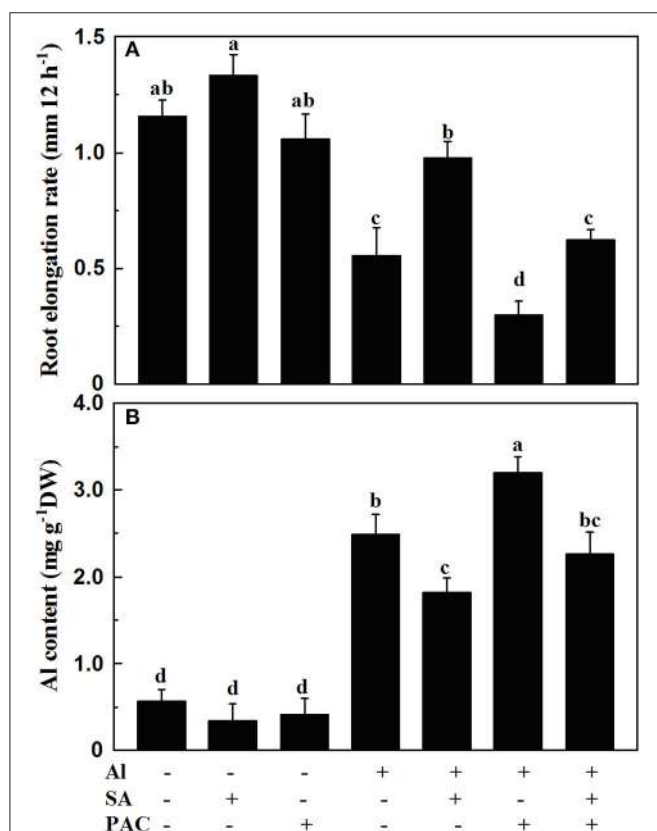 1.5
A
a
ab
ab
1.0
b
c
c
0.5
d
0
Root elongation rate (mm 12 h⁻¹)
4.0
B
a
3.0
b
bc
2.0
c
1.0
d
d
d
0
Al content (mg g⁻¹DW)
Al - - - + + + +
SA - + - - + - +
PAC - - + - - + +